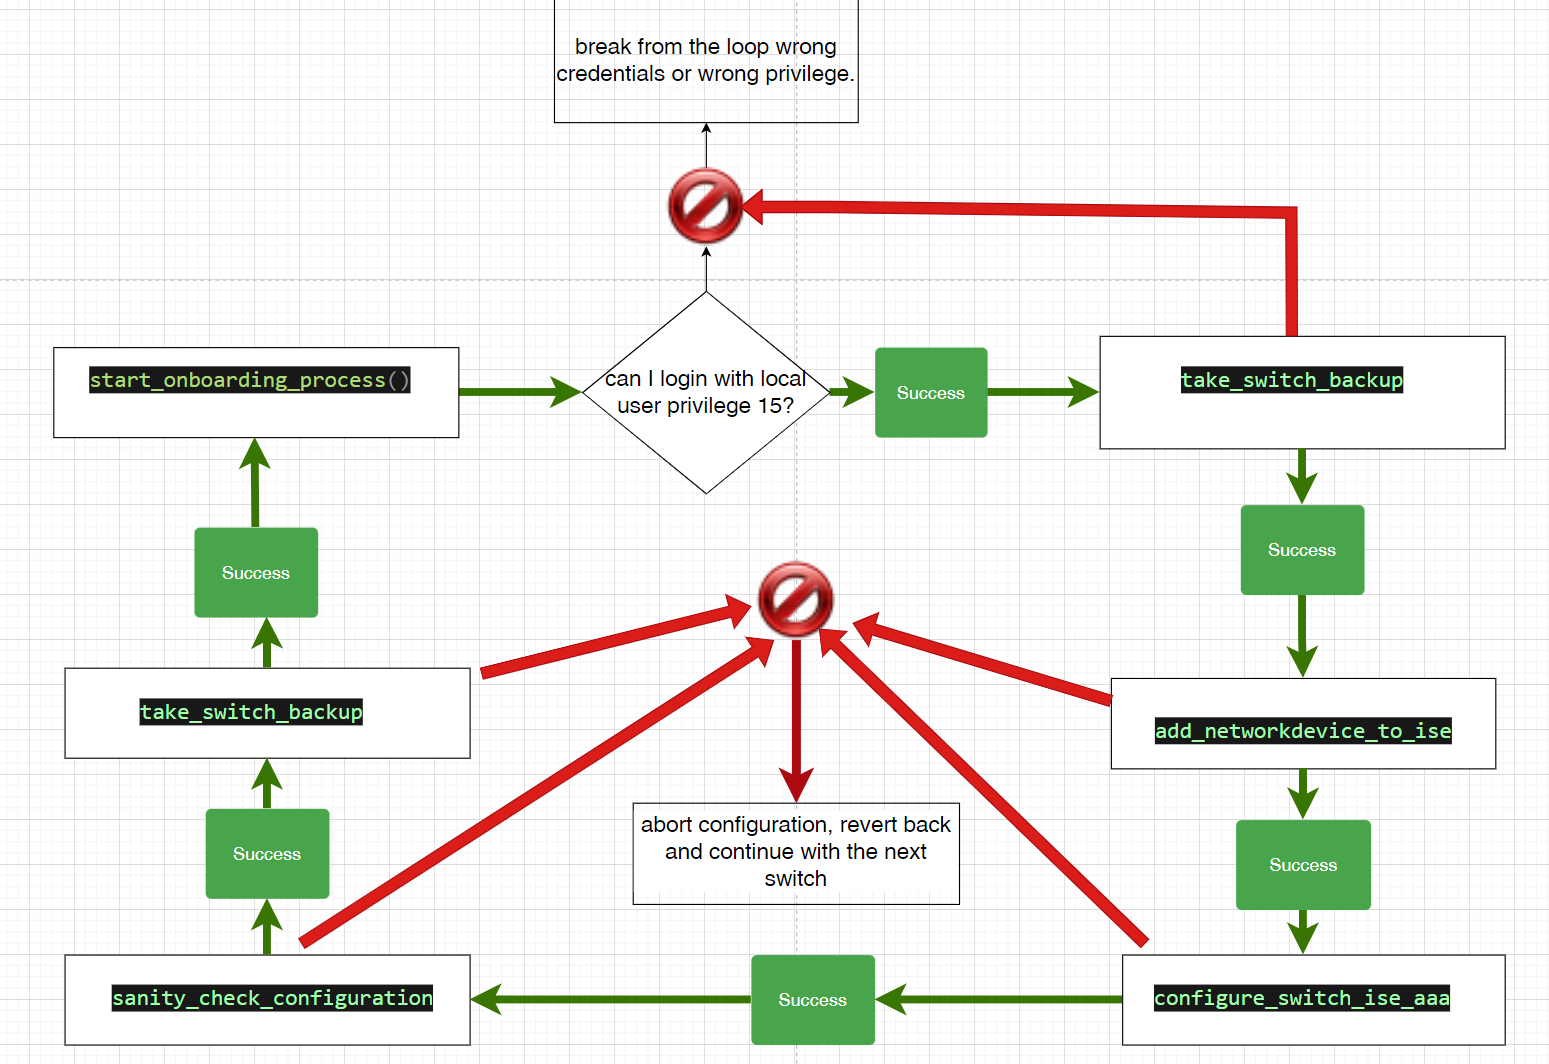 break from the loop wrong
credentials or wrong privilege.
start_onboarding_process()
can I login with local
user privilege 15?
Success
take_switch_backup
Success
Success
take_switch_backup
add_networkdevice_to_ise
abort configuration, revert back
and continue with the next
switch
Success
Success
sanity_check_configuration
Success
configure_switch_ise_aaa